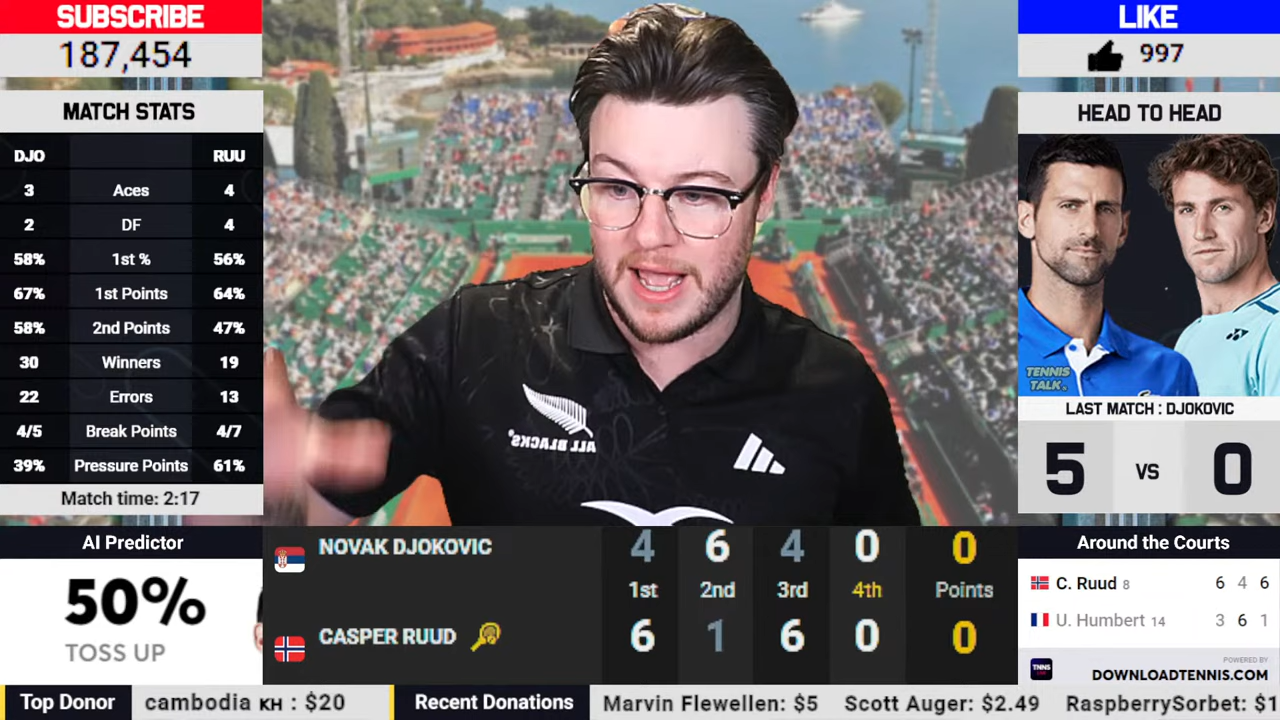 SUBSCRIBE
187,454
MATCH STATS
DJO RUU
3 Aces 4
2 DF 4
58% 1st % 56%
67% 1st Points 64%
58% 2nd Points 47%
30 Winners 19
22 Errors 13
4/5 Break Points 4/7
39% Pressure Points 61%
Match time: 2:17
AI Predictor
50%
TOSS UP
ALL BLACKS
LIKE
997
HEAD TO HEAD
TENNIS
TALK.
LAST MATCH : DJOKOVIC
5 VS 0
NOVAK DJOKOVIC 4 6 4 0 0
1st 2nd 3rd 4th Points
CASPER RUUD 6 1 6 0 0
Around the Courts
C. Ruud 8 6 4 6
U. Humbert 14 3 6 1
POWERED BY
TNNS
DOWNLOADTENNIS.COM
Top Donor cambodia KH : $20 Recent Donations Marvin Flewellen: $5 Scott Auger: $2.49 RaspberrySorbet: $1